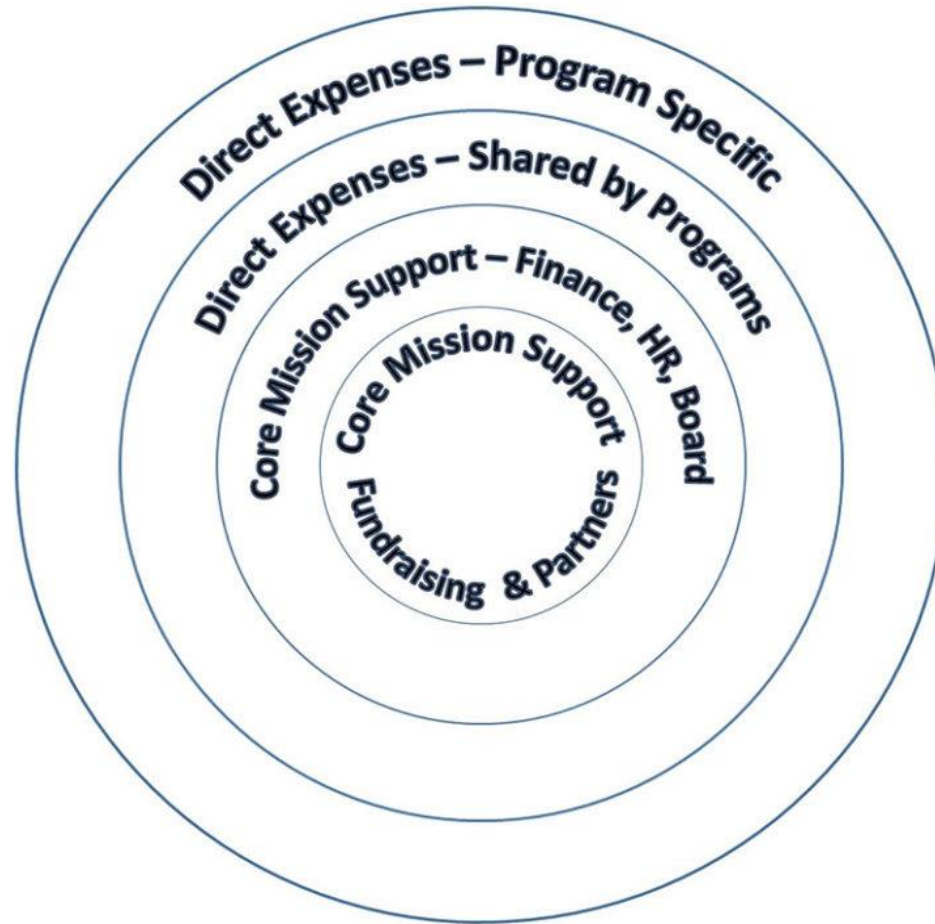 Direct Expenses – Program Specific
Direct Expenses – Shared by Programs
Core Mission Support – Finance, HR, Board
Core Mission Support
Fundraising & Partners